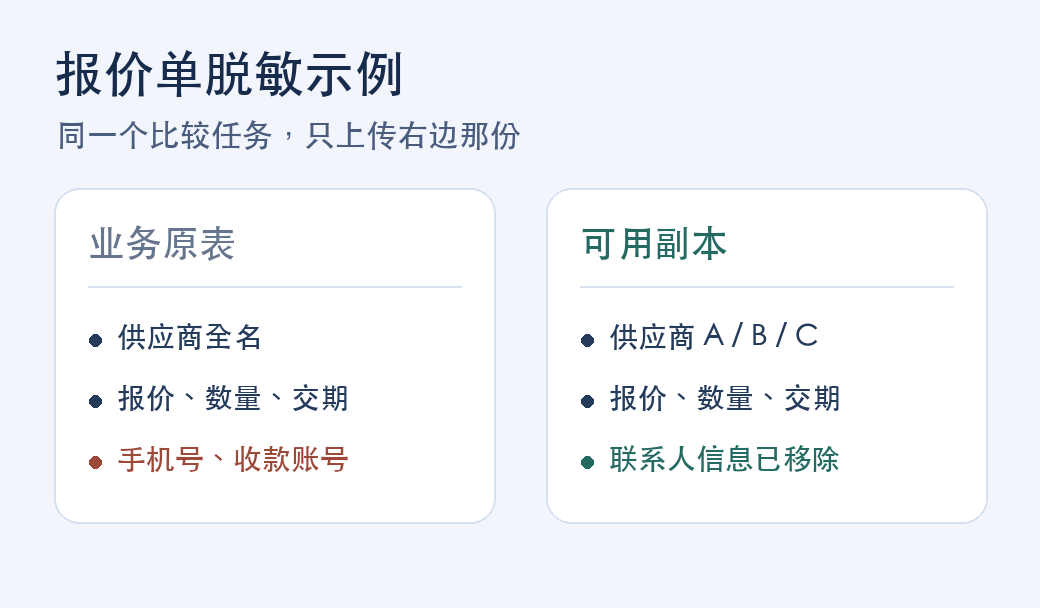 报价单脱敏示例
同一个比较任务，只上传右边那份
业务原表
供应商全名
报价、数量、交期
手机号、收款账号
可用副本
供应商 A / B / C
报价、数量、交期
联系人信息已移除